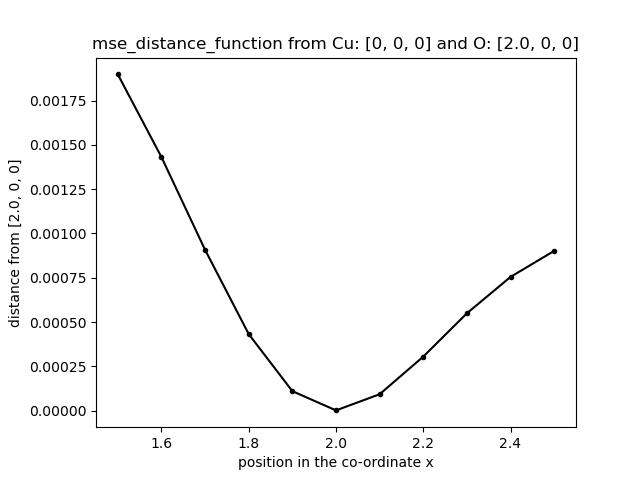 mse_distance_function from Cu: [0, 0, 0] and O: [2.0, 0, 0]
distance from [2.0, 0, 0]
0.00175
0.00150
0.00125
0.00100
0.00075
0.00050
0.00025
0.00000
1.6 1.8 2.0 2.2 2.4
position in the co-ordinate x